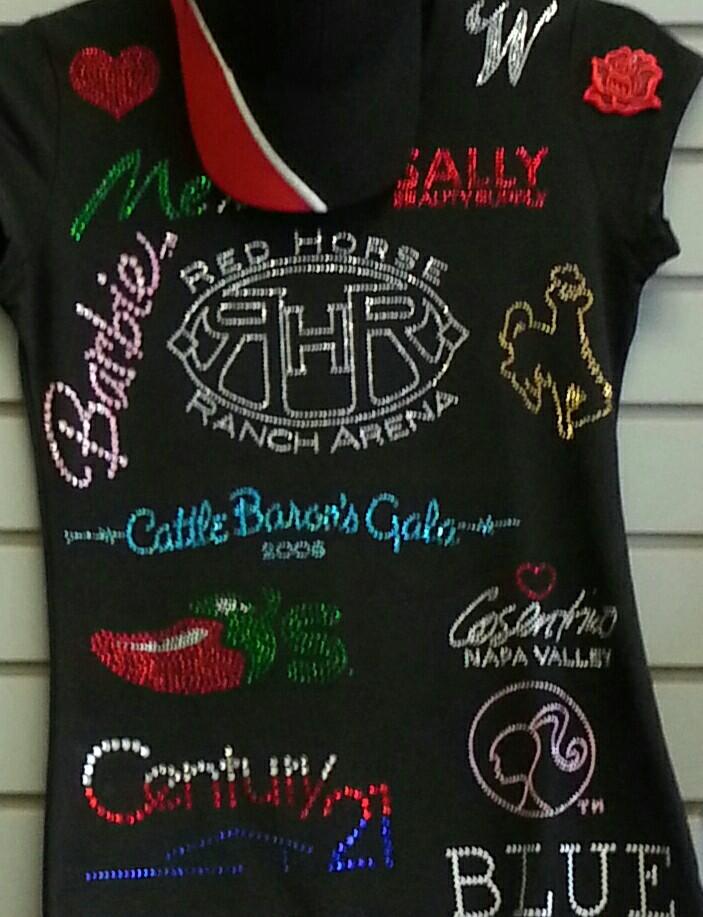 W
SALLY
BEAUTY SUPPLY
Barbie
RED HORSE
RHR
RANCH ARENA
Cattle Baron's Gala
2006
'S
Cosentino
NAPA VALLEY
Century 21
TM
BLUE